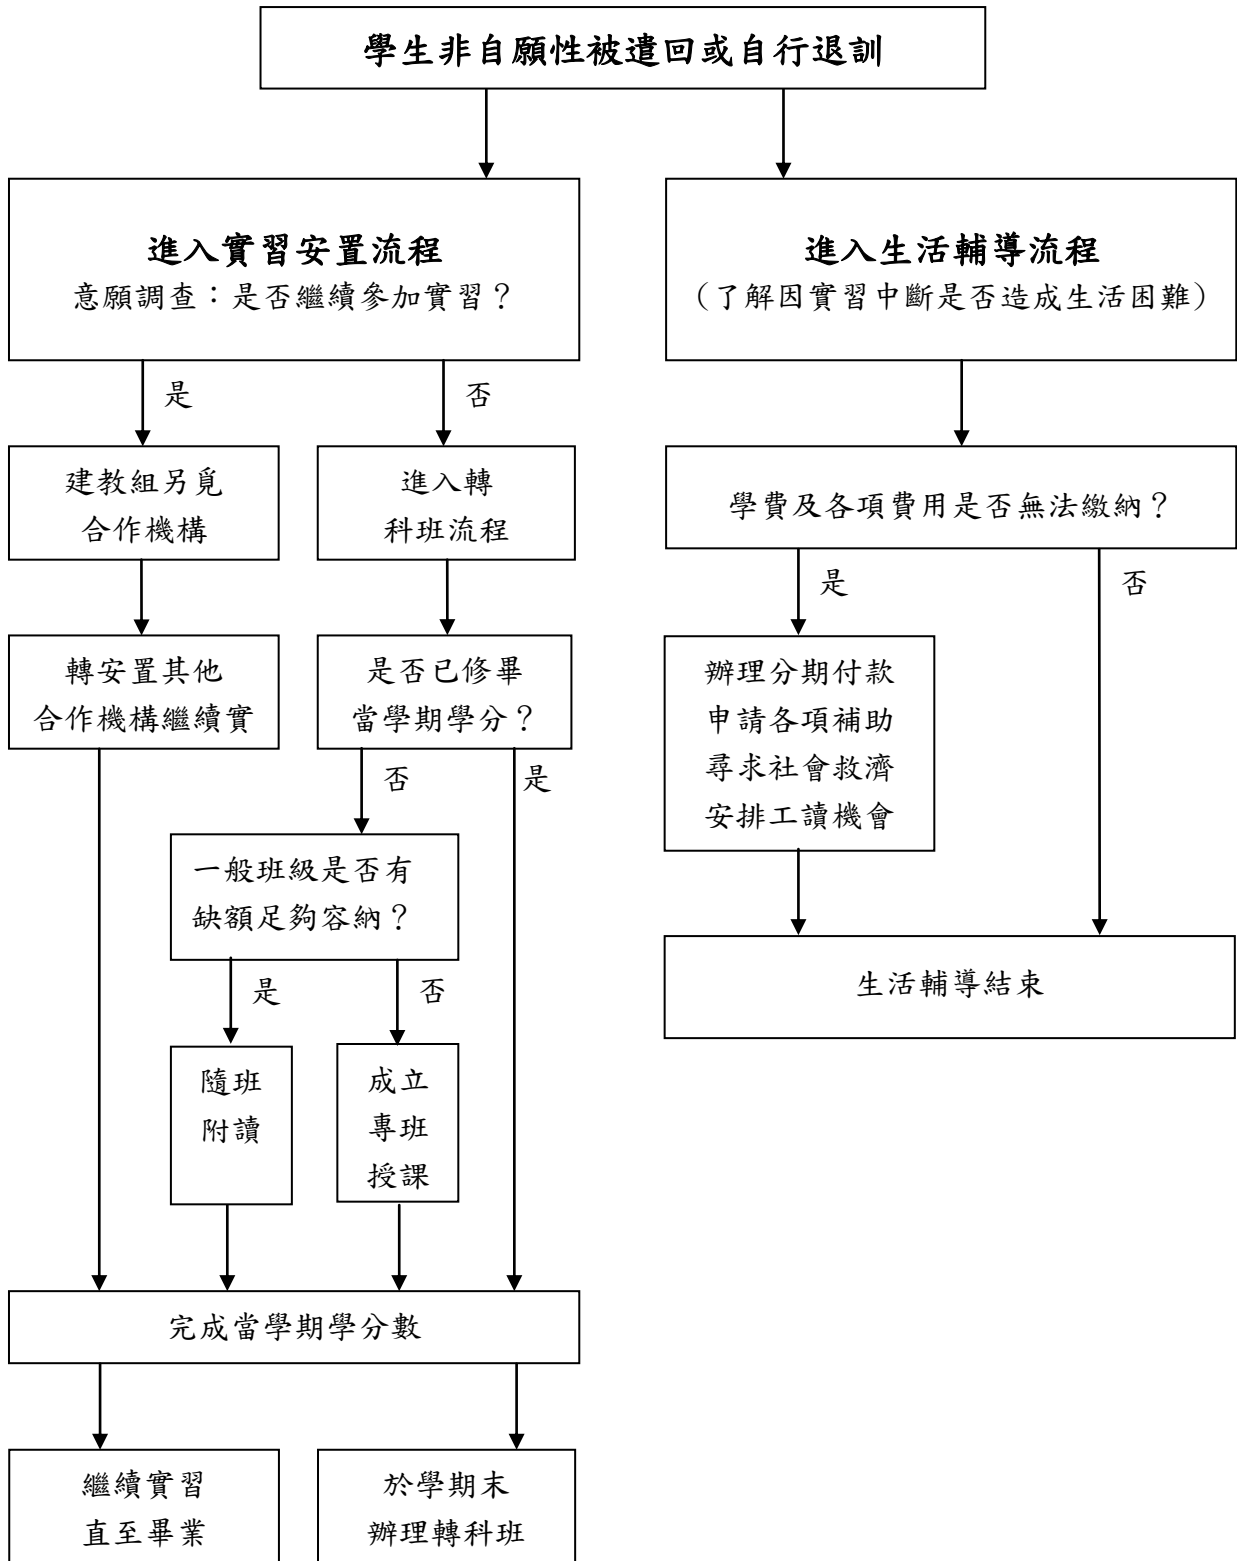 學生非自願性被遣回或自行退訓
進入實習安置流程
意願調查：是否繼續參加實習？
進入生活輔導流程
（了解因實習中斷是否造成生活困難）
是
否
建教組另覓
合作機構
進入轉
科班流程
學費及各項費用是否無法繳納？
是
否
轉安置其他
合作機構繼續實
是否已修畢
當學期學分？
辦理分期付款
申請各項補助
尋求社會救濟
安排工讀機會
否
是
一般班級是否有
缺額足夠容納？
生活輔導結束
是
否
隨班
附讀
成立
專班
授課
完成當學期學分數
繼續實習
直至畢業
於學期末
辦理轉科班